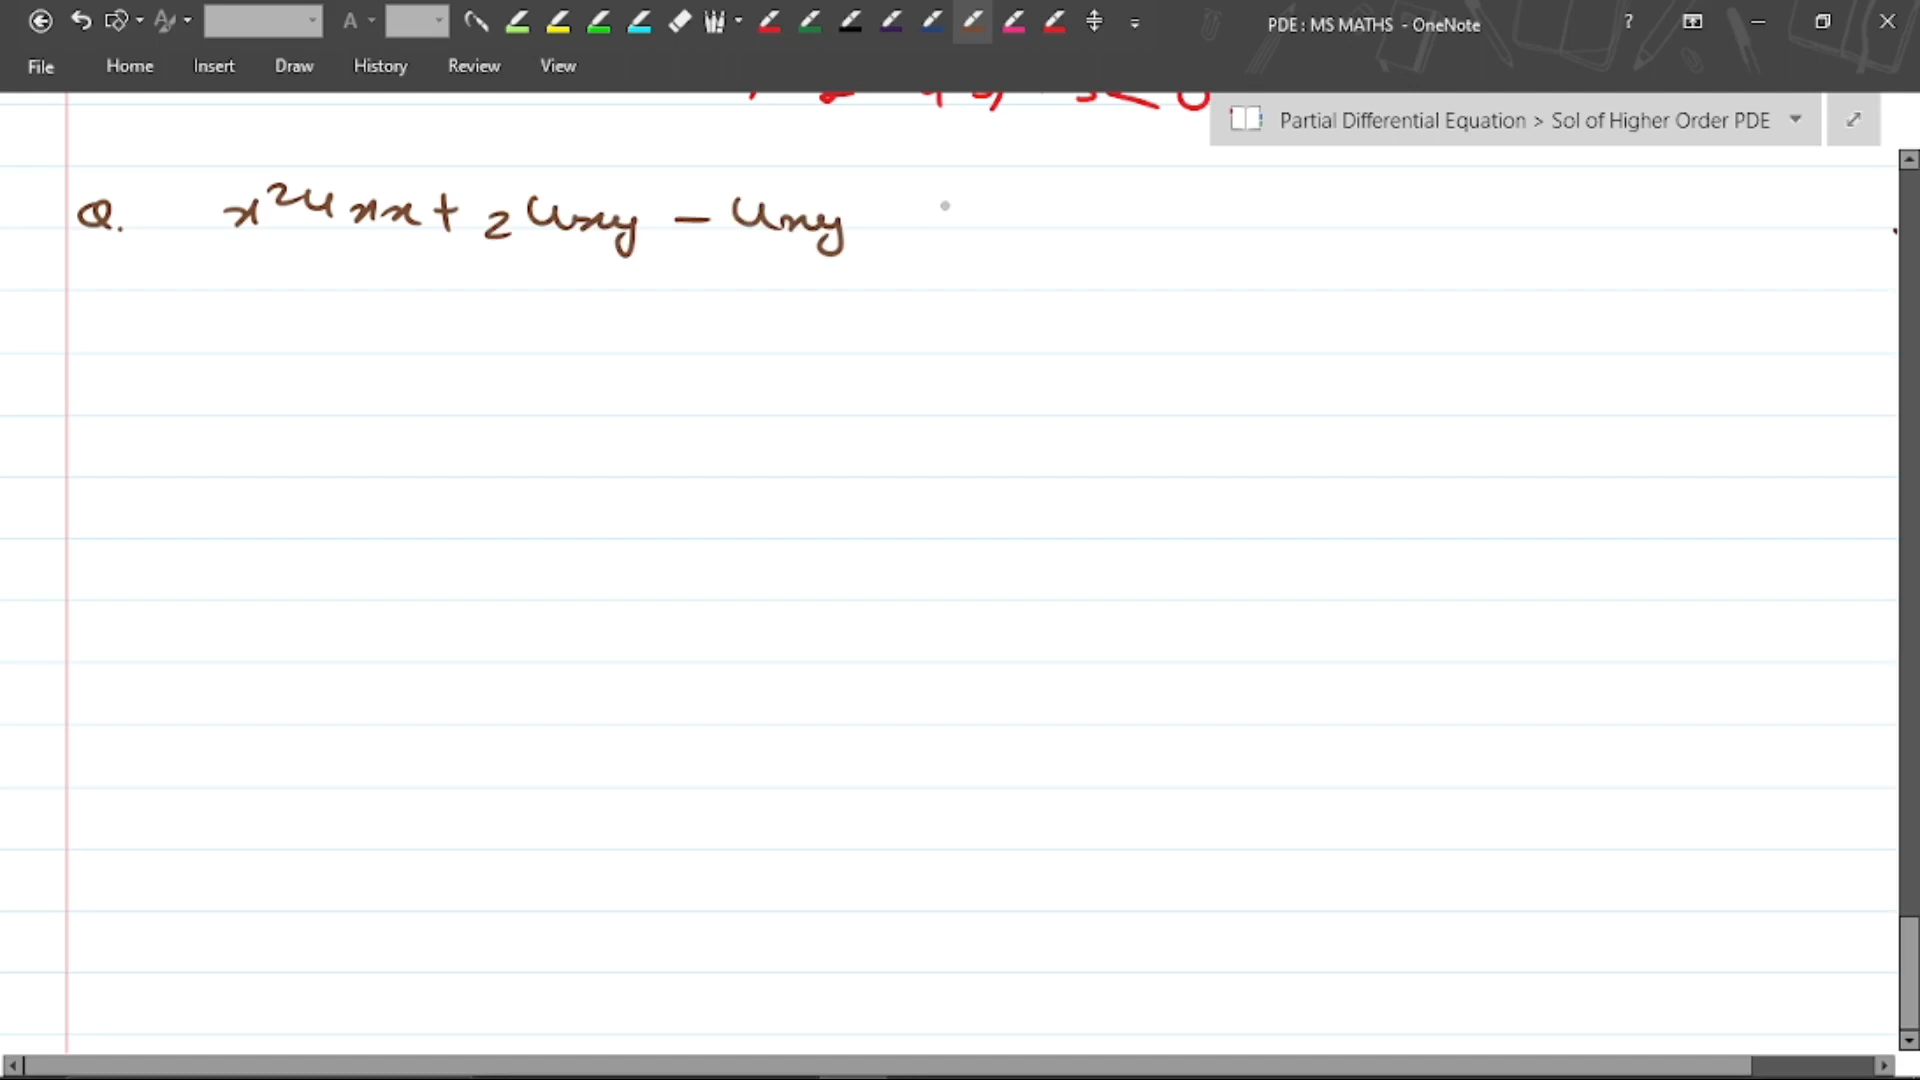 PDE : MS MATHS - OneNote
?
File Home Insert Draw History Review View
Partial Differential Equation > Sol of Higher Order PDE
Q. x²uxx + 2Uxy - Uxy